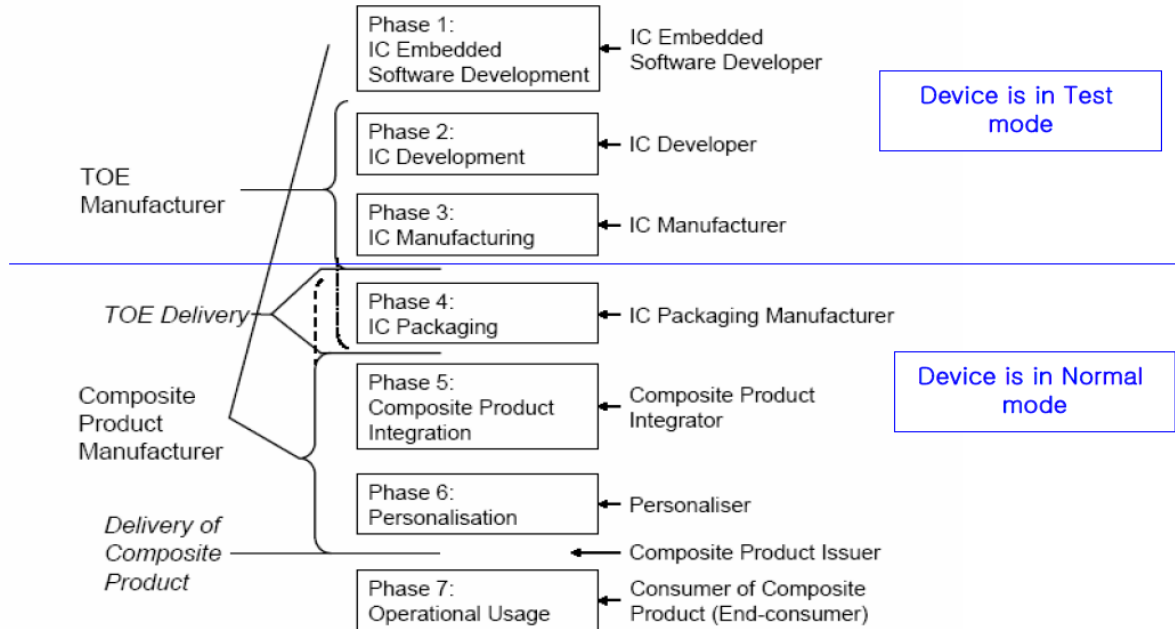 Phase 1:
IC Embedded
Software Development
IC Embedded
Software Developer
Device is in Test
mode
Phase 2:
IC Development
IC Developer
TOE
Manufacturer
Phase 3:
IC Manufacturing
IC Manufacturer
TOE Delivery
Phase 4:
IC Packaging
IC Packaging Manufacturer
Composite
Product
Manufacturer
Phase 5:
Composite Product
Integration
Composite Product
Integrator
Device is in Normal
mode
Phase 6:
Personalisation
Personaliser
Delivery of
Composite
Product
Composite Product Issuer
Phase 7:
Operational Usage
Consumer of Composite
Product (End-consumer)